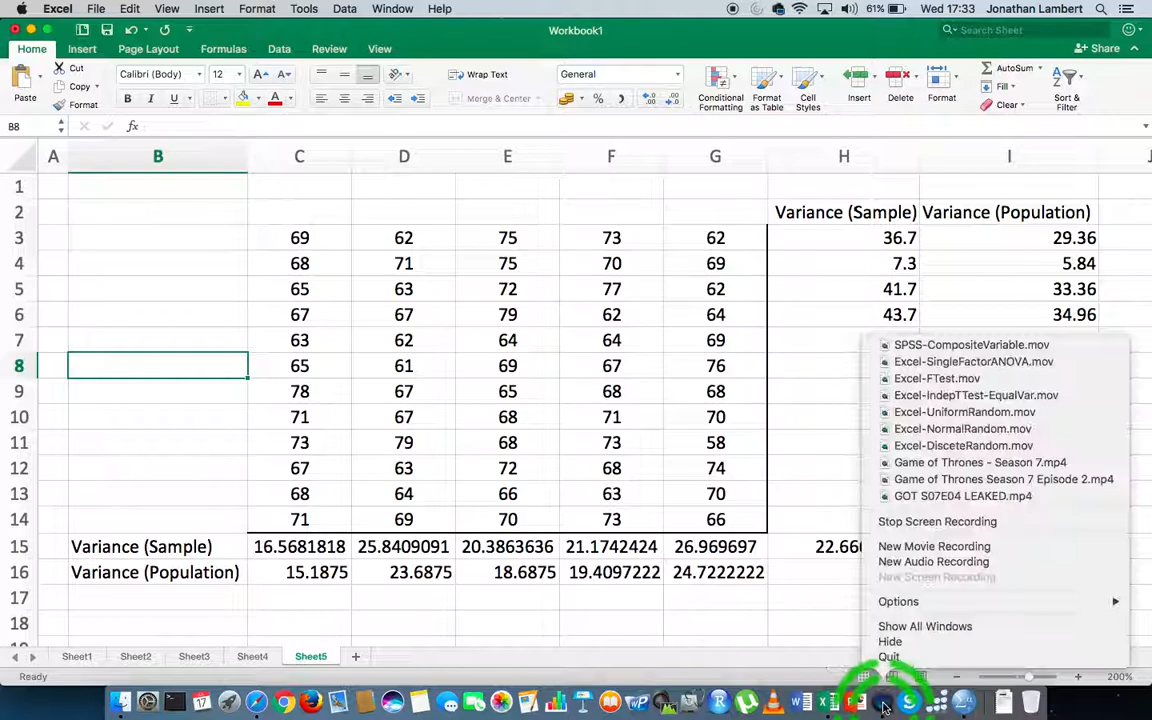 Excel File Edit View Insert Format Tools Data Window Help 61% Wed 17:33 Jonathan Lambert
Workbook1 Search Sheet
Home Insert Page Layout Formulas Data Review View Share
Paste Cut Copy Format
Calibri (Body) 12 A A
B I U A
Wrap Text
Merge & Center
General
%
Conditional Formatting
Format as Table
Cell Styles
Insert Delete Format
AutoSum
Fill
Clear
Sort & Filter
B8 fx
A B C D E F G H I J
1
2 Variance (Sample) Variance (Population)
3 69 62 75 73 62 36.7 29.36
4 68 71 75 70 69 7.3 5.84
5 65 63 72 77 62 41.7 33.36
6 67 67 79 62 64 43.7 34.96
7 63 62 64 64 69
8 65 61 69 67 76
9 78 67 65 68 68
10 71 67 68 71 70
11 73 79 68 73 58
12 67 63 72 68 74
13 68 64 66 63 70
14 71 69 70 73 66
15 Variance (Sample) 16.5681818 25.8409091 20.3863636 21.1742424 26.969697
16 Variance (Population) 15.1875 23.6875 18.6875 19.4097222 24.7222222
17
18
SPSS-CompositeVariable.mov
Excel-SingleFactorANOVA.mov
Excel-FTest.mov
Excel-IndepTTest-EqualVar.mov
Excel-UniformRandom.mov
Excel-NormalRandom.mov
Excel-DisceteRandom.mov
Game of Thrones - Season 7.mp4
Game of Thrones Season 7 Episode 2.mp4
GOT S07E04 LEAKED.mp4
Stop Screen Recording
New Movie Recording
New Audio Recording
New Screen Recording
Options
Show All Windows
Hide
Quit
Sheet1 Sheet2 Sheet3 Sheet4 Sheet5
Ready 200%